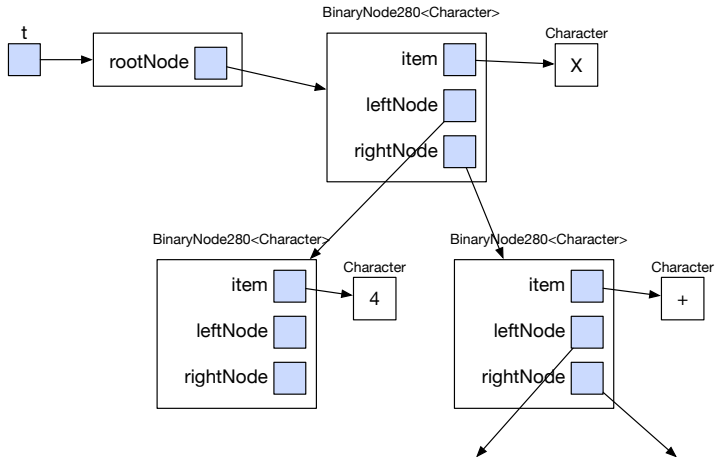 BinaryNode280<Character>
t
rootNode
item
Character
X
leftNode
rightNode
BinaryNode280<Character>
item
Character
4
leftNode
rightNode
BinaryNode280<Character>
item
Character
+
leftNode
rightNode